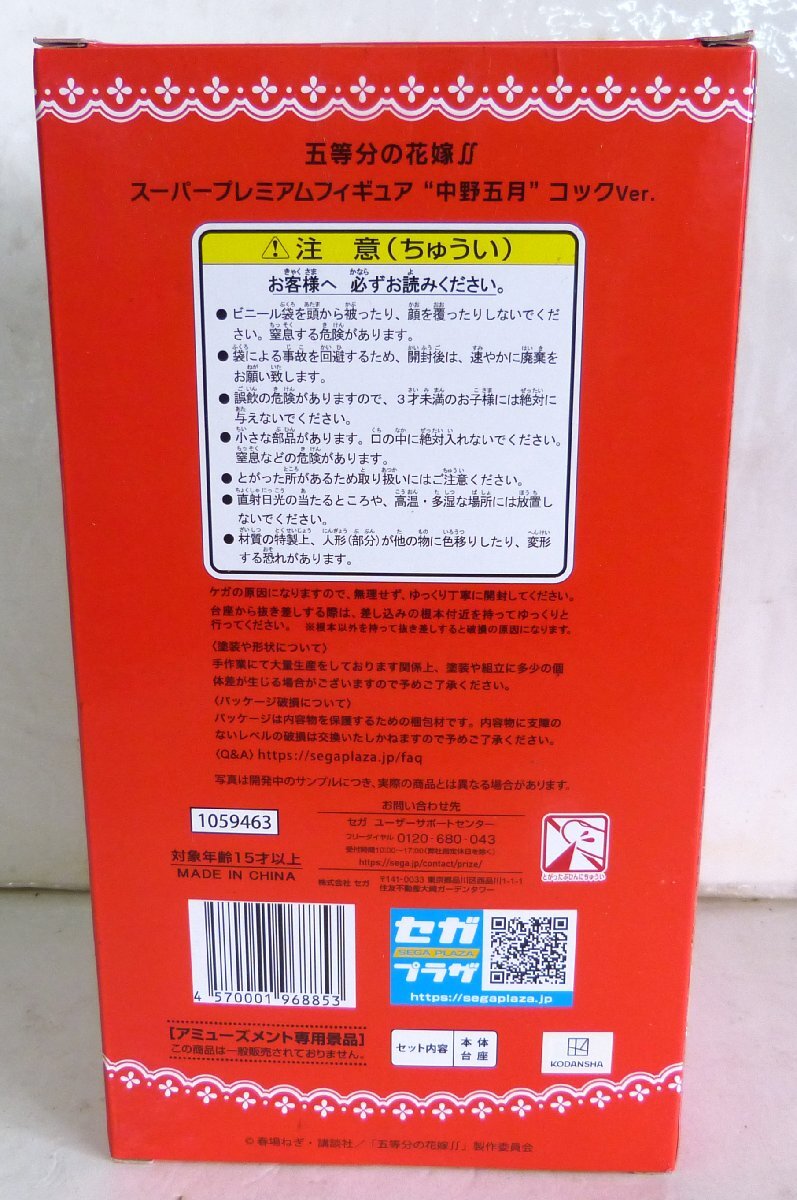 五等分の花嫁∬
スーパープレミアムフィギュア“中野五月”コックVer.
⚠注 意(ちゅうい)
お客様へ 必ずお読みください。
●ビニール袋を頭から被ったり、顔を覆ったりしないでくだ
さい。窒息する危険があります。
●袋による事故を回避するため、開封後は、速やかに廃棄を
お願い致します。
●誤飲の危険がありますので、3才未満のお子様には絶対に
与えないでください。
●小さな部品があります。口の中に絶対入れないでください。
窒息などの危険があります。
●とがった所があるため取り扱いにはご注意ください。
●直射日光の当たるところや、高温・多湿な場所には放置し
ないでください。
●材質の特製上、人形(部分)が他の物に色移りしたり、変形
する恐れがあります。
ケガの原因になりますので、無理せず、ゆっくり丁寧に開封してください。
台座から抜き差しする際は、差し込みの根本付近を持ってゆっくりと
行ってください。 ※根本以外を持って抜き差しすると破損の原因になります。
〈塗装や形状について〉
手作業にて大量生産をしております関係上、塗装や組立に多少の個
体差が生じる場合がございますので予めご了承ください。
〈パッケージ破損について〉
パッケージは内容物を保護するための梱包材です。内容物に支障の
ないレベルの破損は交換いたしかねますので予めご了承ください。
〈Q&A〉https://segaplaza.jp/faq
写真は開発中のサンプルにつき、実際の商品とは異なる場合があります。
お問い合わせ先
セガ ユーザーサポートセンター
フリーダイヤル 0120-680-043
受付時間10:00~17:00(弊社指定休日を除く)
https://sega.jp/contact/prize/
株式会社 セガ 〒141-0033 東京都品川区西品川1-1-1
住友不動産大崎ガーデンタワー
1059463
対象年齢15才以上
MADE IN CHINA
とがったぶひんにちゅうい
4 570001 968853
セガ
SEGA PLAZA
プラザ
https://segaplaza.jp
[アミューズメント専用景品]
この商品は一般販売されておりません。
セット内容 本体
台座
KODANSHA
©春場ねぎ・講談社/「五等分の花嫁∬」製作委員会